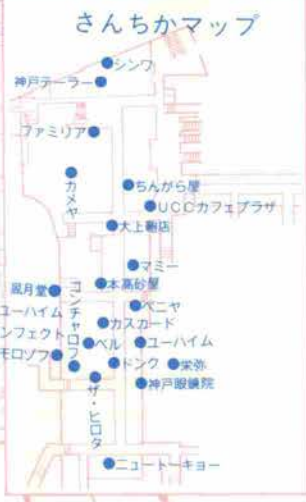 さんちかマップ
シンワ
神戸テーラー
ファミリア
カメヤ
ちんがら屋
UCCカフェプラザ
大上鞄店
マミー
本高砂屋
風月堂
コンチャロフ
ベニヤ
ユーハイム
コンフェクト
カスカード
ベル
ユーハイム
モロゾフ
ドンク
栄弥
ザ・ヒロタ
神戸眼鏡院
ニュートーキョー